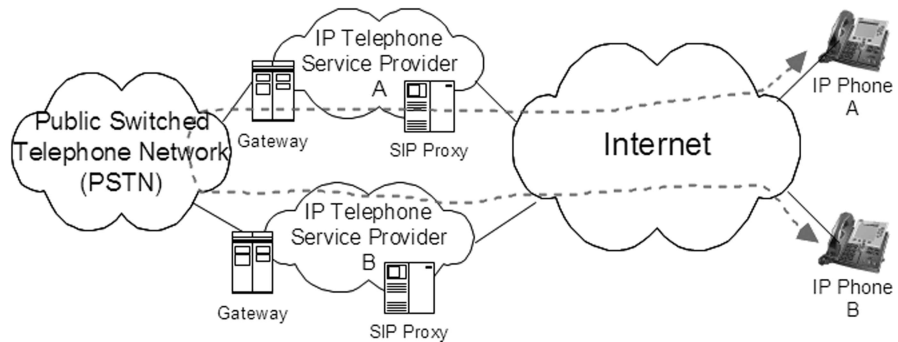 IP Telephone
Service Provider
A
Gateway
SIP Proxy
Public Switched
Telephone Network
(PSTN)
Internet
IP Phone
A
IP Telephone
Service Provider
B
Gateway
SIP Proxy
IP Phone
B